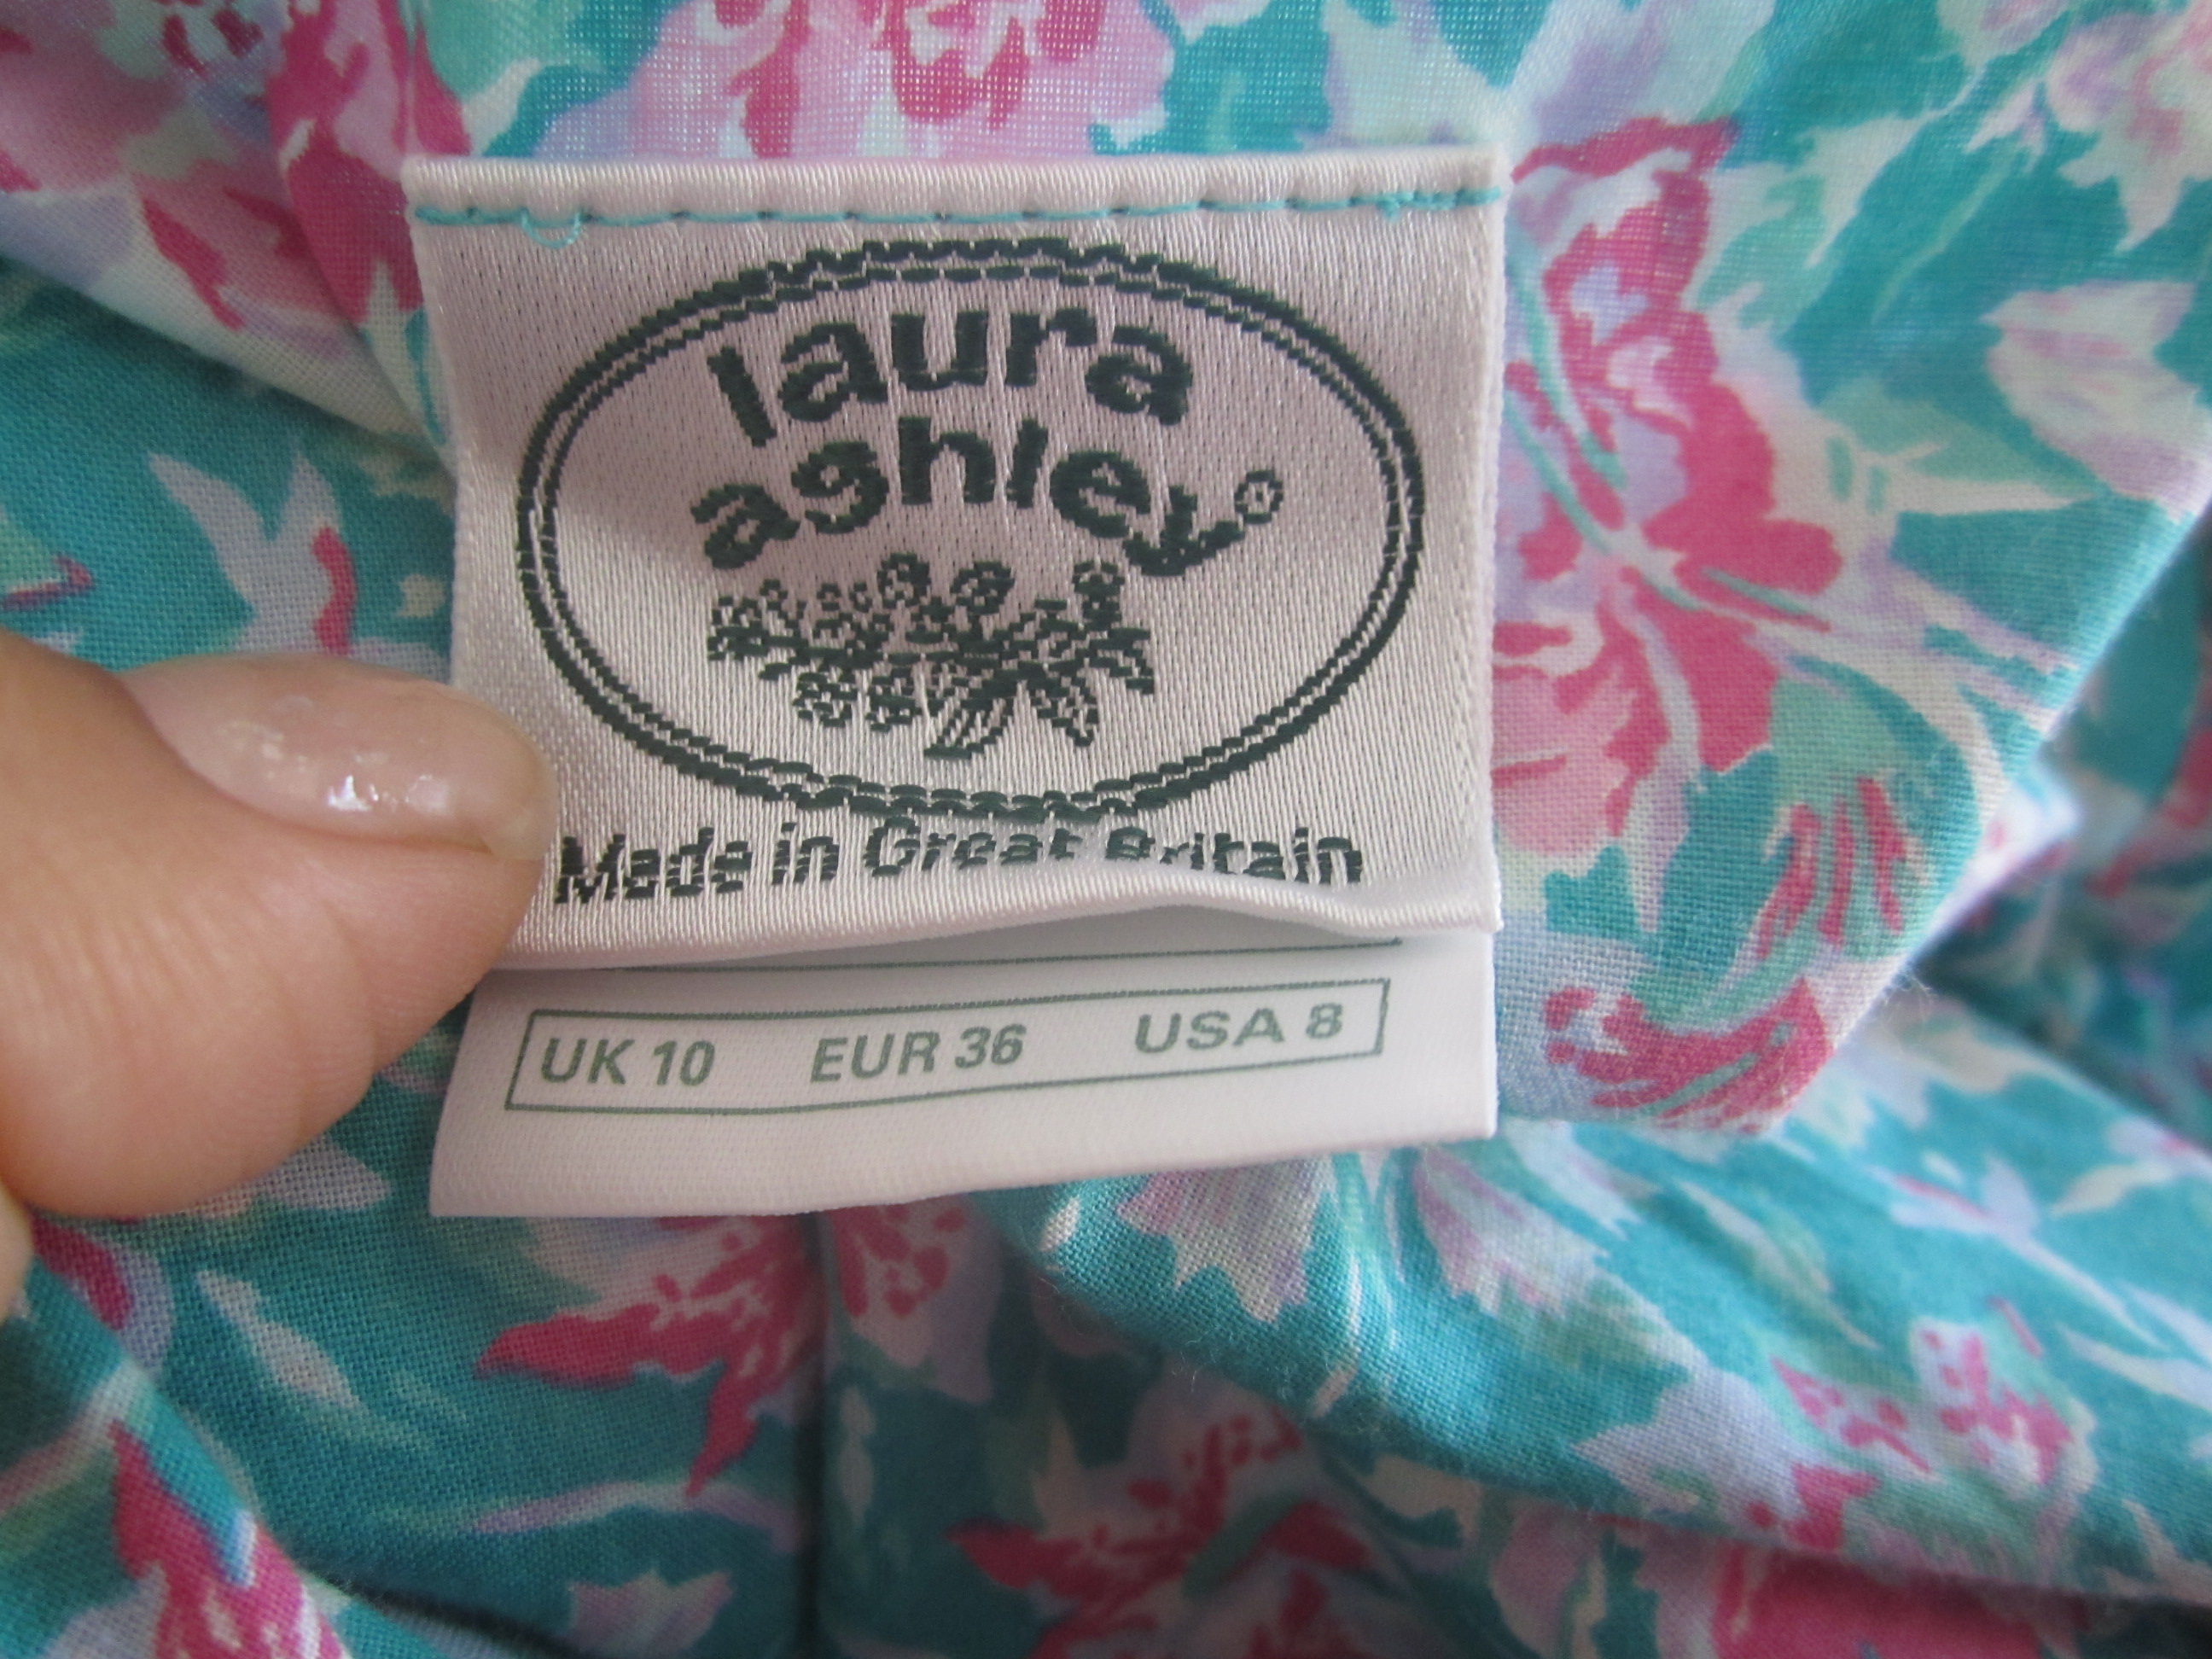 laura
ashley®
Made in Great Britain
UK 10 EUR 36 USA 8